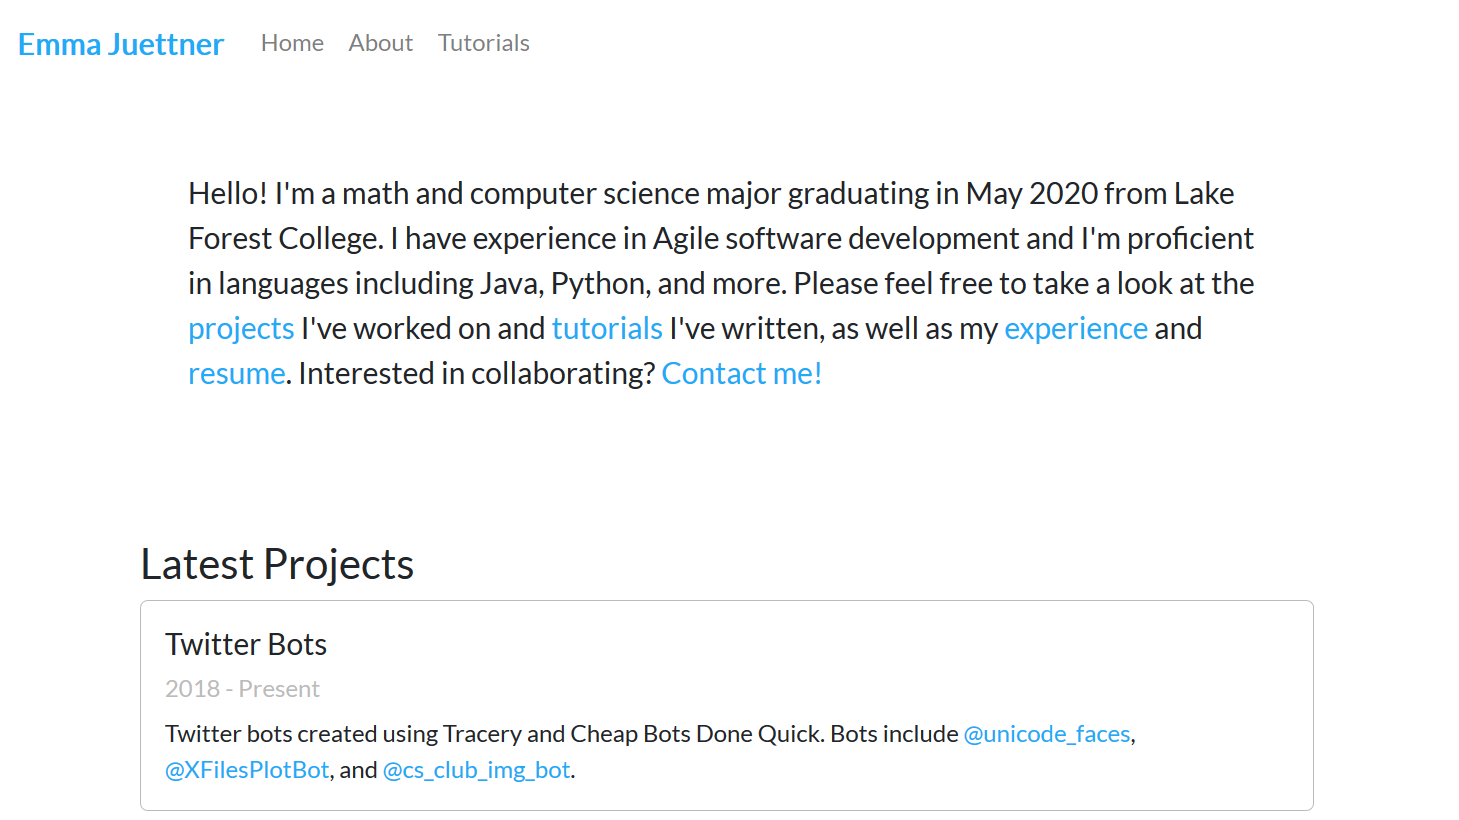 Emma Juettner Home About Tutorials
Hello! I'm a math and computer science major graduating in May 2020 from Lake
Forest College. I have experience in Agile software development and I'm proficient
in languages including Java, Python, and more. Please feel free to take a look at the
projects I've worked on and tutorials I've written, as well as my experience and
resume. Interested in collaborating? Contact me!
Latest Projects
Twitter Bots
2018 - Present
Twitter bots created using Tracery and Cheap Bots Done Quick. Bots include @unicode_faces,
@XFilesPlotBot, and @cs_club_img_bot.